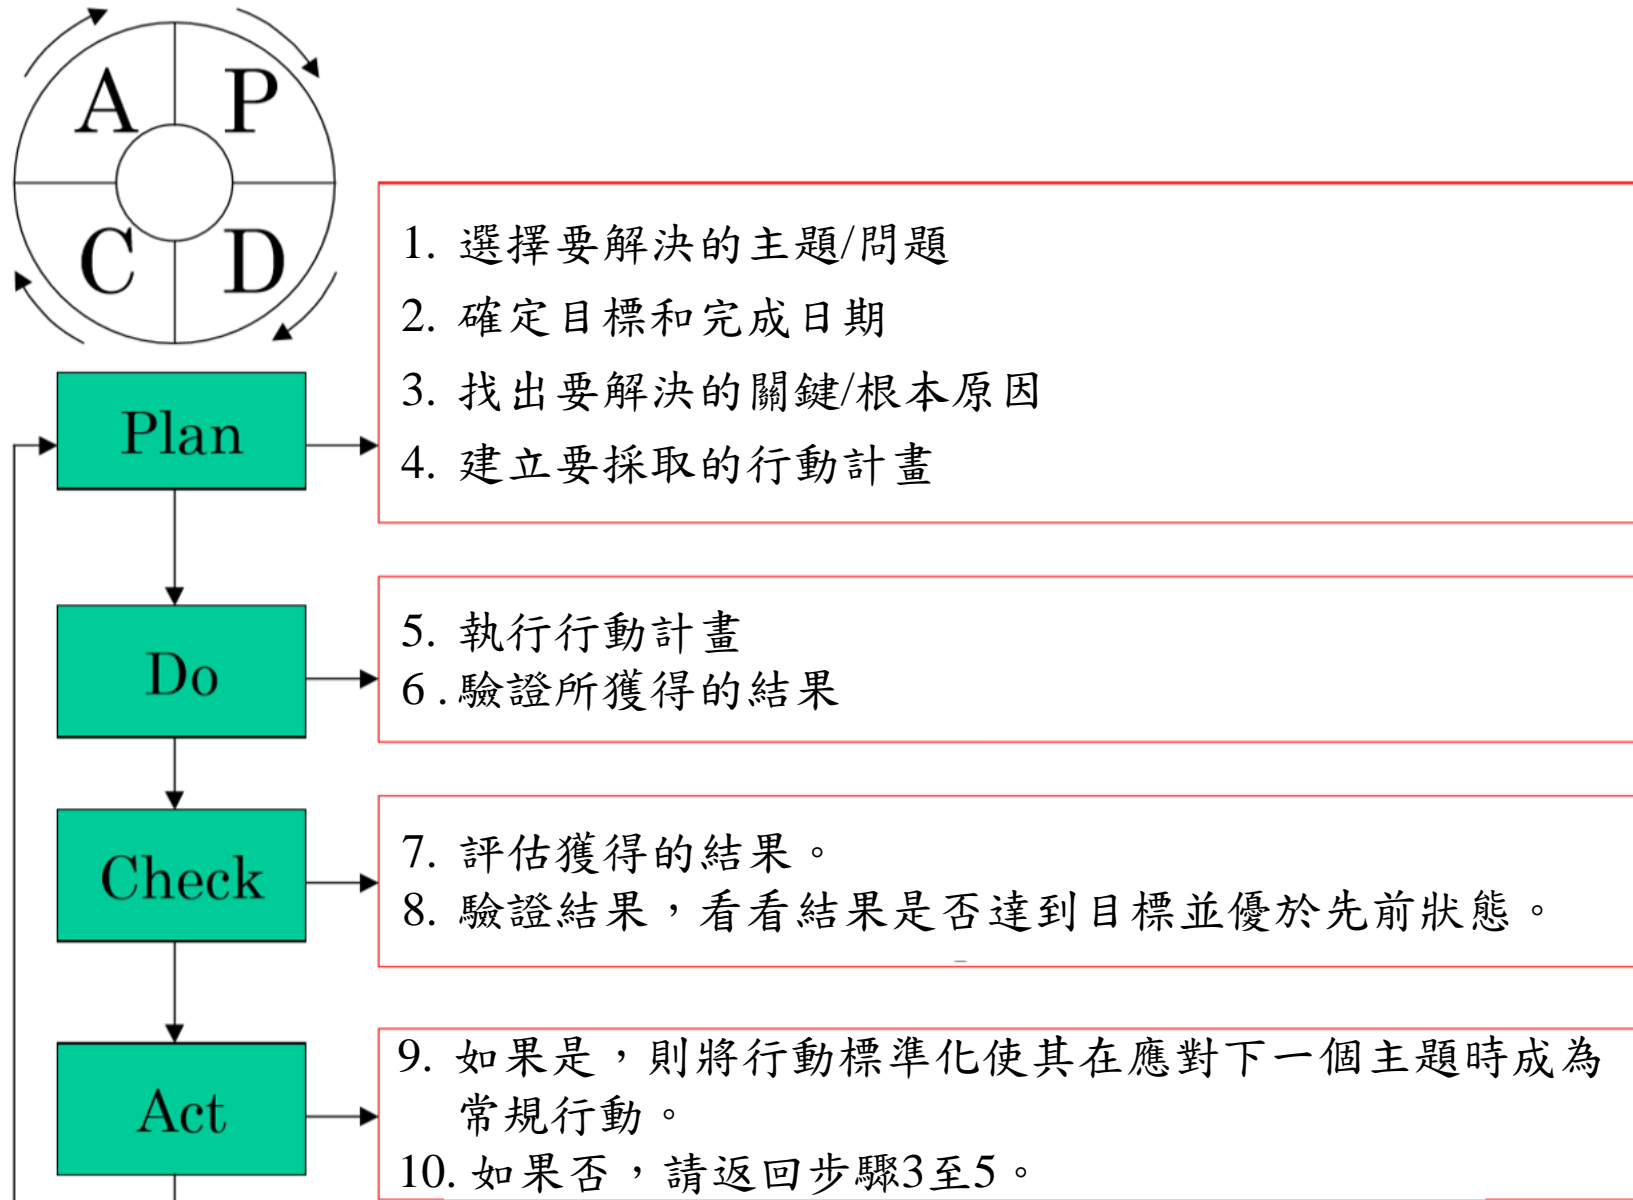 A P
C D
1. 選擇要解決的主題/問題
2. 確定目標和完成日期
3. 找出要解決的關鍵/根本原因
4. 建立要採取的行動計畫
Plan
5. 執行行動計畫
6 .驗證所獲得的結果
Do
7. 評估獲得的結果。
8. 驗證結果，看看結果是否達到目標並優於先前狀態。
Check
9. 如果是，則將行動標準化使其在應對下一個主題時成為
常規行動。
10. 如果否，請返回步驟3至5。
Act